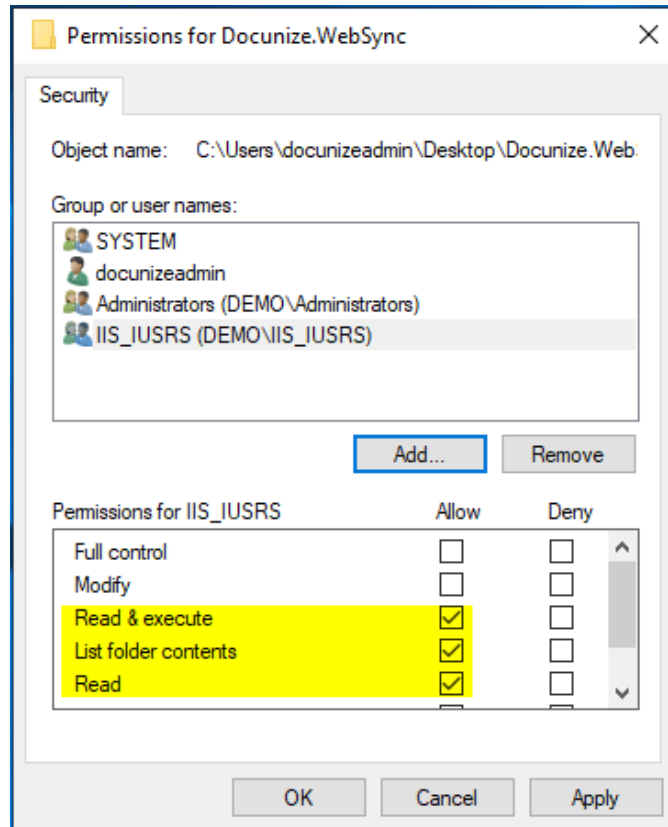 Permissions for Docunize.WebSync
Security
Object name: C:\Users\docunizeadmin\Desktop\Docunize.Web
Group or user names:
SYSTEM
docunizeadmin
Administrators (DEMO\Administrators)
IIS_IUSRS (DEMO\IIS_IUSRS)
Add... Remove
Permissions for IIS_IUSRS Allow Deny
Full control
Modify
Read & execute
List folder contents
Read
OK Cancel Apply